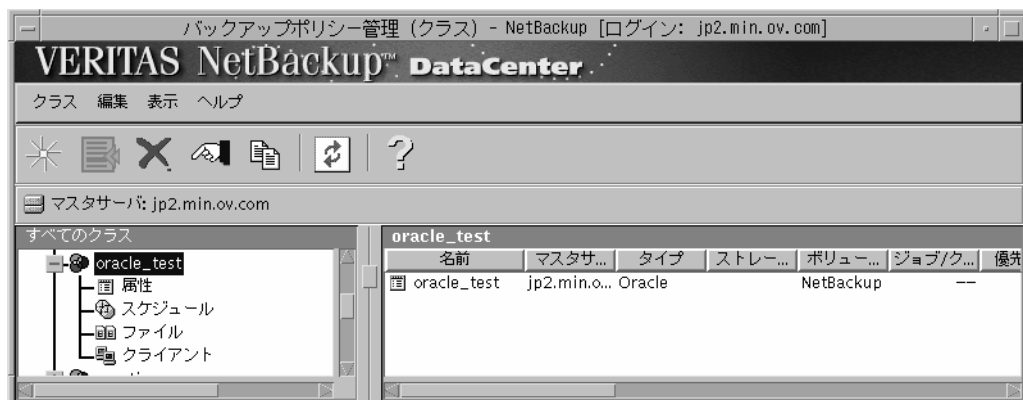 バックアップポリシー管理 (クラス) - NetBackup [ログイン: jp2.min.ov.com]
VERITAS NetBackup™ DataCenter
クラス 編集 表示 ヘルプ
マスタサーバ: jp2.min.ov.com
すべてのクラス
oracle_test
属性
スケジュール
ファイル
クライアント
oracle_test
名前 マスタサ... タイプ ストレー... ボリュー... ジョブ/ク... 優先
oracle_test jp2.min.o... Oracle NetBackup --